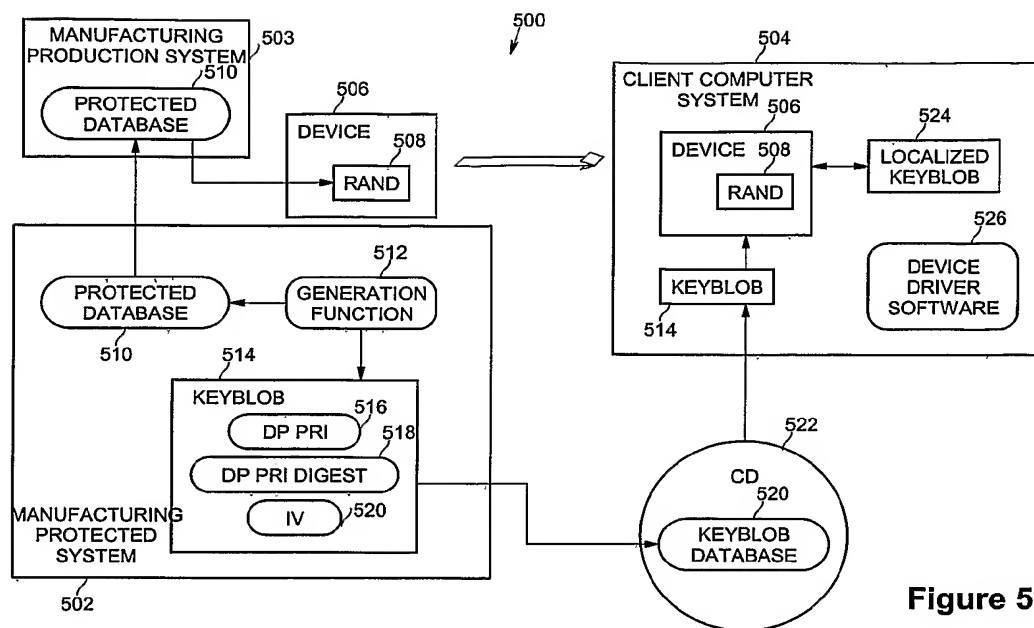 500
MANUFACTURING
PRODUCTION SYSTEM
503
510
PROTECTED
DATABASE
506
DEVICE
508
RAND
504
CLIENT COMPUTER
SYSTEM
506
DEVICE
508
RAND
524
LOCALIZED
KEYBLOB
526
DEVICE
DRIVER
SOFTWARE
KEYBLOB
514
PROTECTED
DATABASE
510
512
GENERATION
FUNCTION
514
KEYBLOB
516
DP PRI
518
DP PRI DIGEST
IV
520
MANUFACTURING
PROTECTED
SYSTEM
502
522
CD
520
KEYBLOB
DATABASE
Figure 5